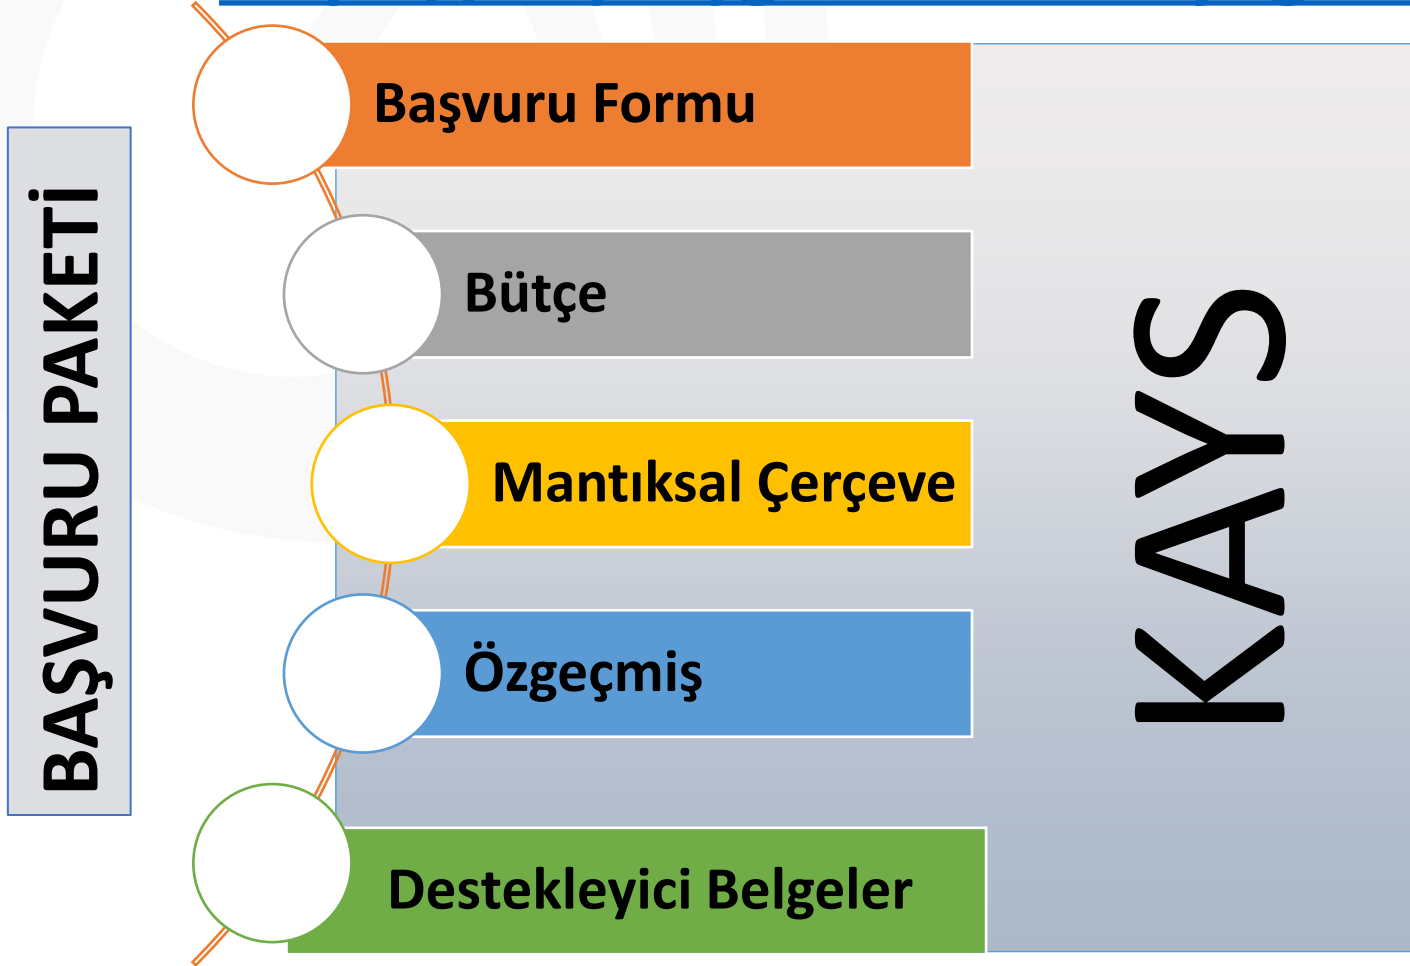 BAŞVURU PAKETİ
Başvuru Formu
Bütçe
Mantıksal Çerçeve
Özgeçmiş
Destekleyici Belgeler
KAYS